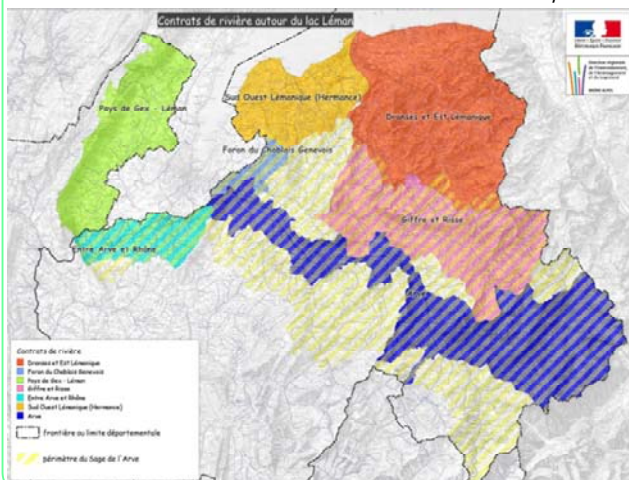 Contrats de rivière autour du lac Léman
RÉPUBLIQUE FRANÇAISE
Pays de Gex - Léman
Sud Ouest Lémanique (Hermance)
Dranses et Est Lémanique
Foron du Chablais Genevois
Giffre et Risse
Entre Arve et Rhône
Arve
Contrats de rivière
Dranses et Est Lémanique
Foron du Chablais Genevois
Pays de Gex - Léman
Giffre et Risse
Entre Arve et Rhône
Sud Ouest Lémanique (Hermance)
Arve
frontière ou limite départementale
périmètre du Sage de l'Arve